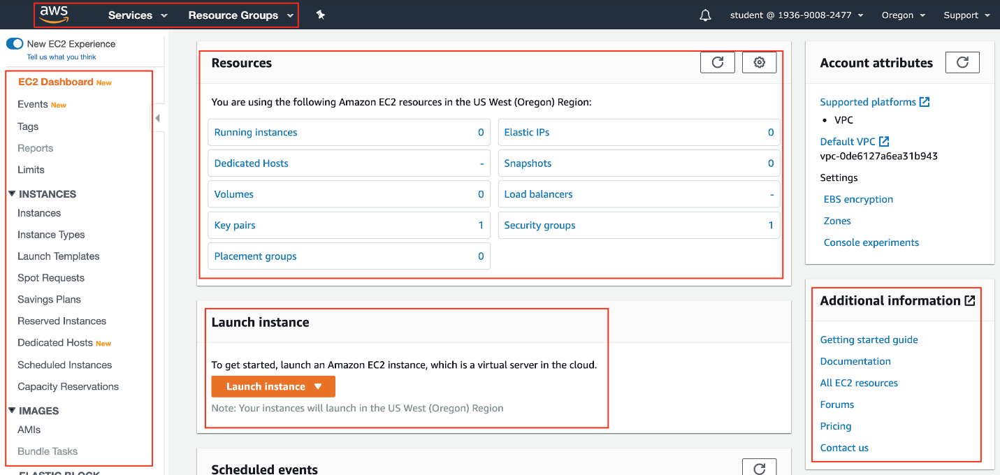 aws
Services
Resource Groups
student @ 1936-9008-2477
Oregon
Support
New EC2 Experience
Tell us what you think
EC2 Dashboard New
Events New
Tags
Reports
Limits
INSTANCES
Instances
Instance Types
Launch Templates
Spot Requests
Savings Plans
Reserved Instances
Dedicated Hosts New
Scheduled Instances
Capacity Reservations
IMAGES
AMIs
Bundle Tasks
ELASTIC BLOCK
Resources
You are using the following Amazon EC2 resources in the US West (Oregon) Region:
Running instances 0
Elastic IPs 0
Dedicated Hosts -
Snapshots 0
Volumes 0
Load balancers -
Key pairs 1
Security groups 1
Placement groups 0
Launch instance
To get started, launch an Amazon EC2 instance, which is a virtual server in the cloud.
Launch instance
Note: Your instances will launch in the US West (Oregon) Region
Scheduled events
Account attributes
Supported platforms
• VPC
Default VPC
vpc-0de6127a6ea31b943
Settings
EBS encryption
Zones
Console experiments
Additional information
Getting started guide
Documentation
All EC2 resources
Forums
Pricing
Contact us